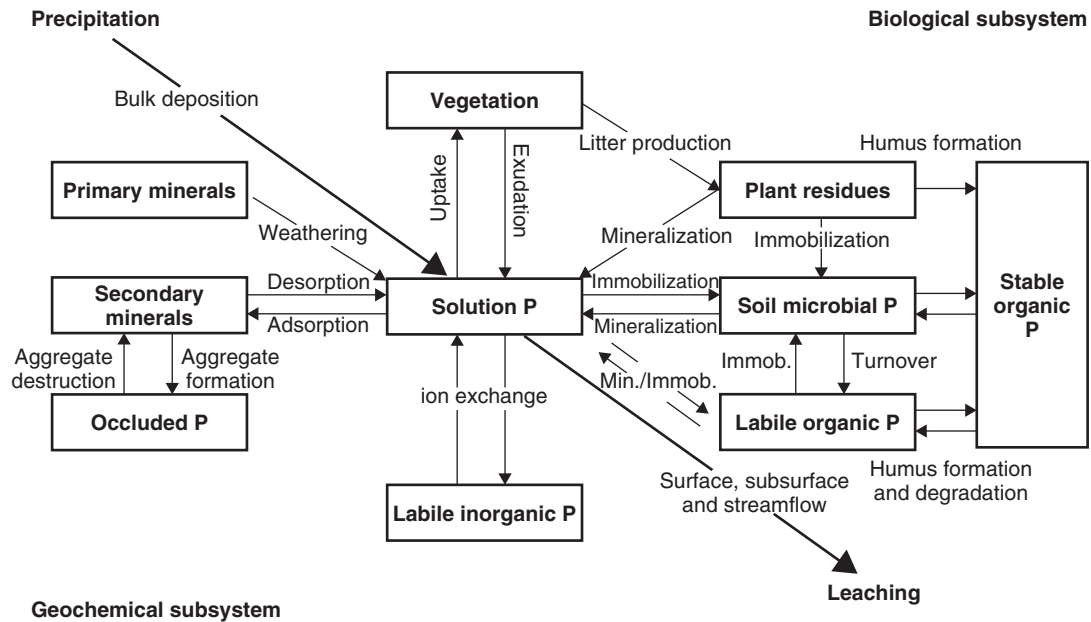 Precipitation
Biological subsystem
Bulk deposition
Vegetation
Litter production
Humus formation
Primary minerals
Uptake
Exudation
Plant residues
Weathering
Mineralization
Immobilization
Desorption
Immobilization
Secondary
minerals
Solution P
Soil microbial P
Stable
organic
P
Adsorption
Mineralization
Aggregate
destruction
Aggregate
formation
Immob.
Turnover
ion exchange
Min./Immob.
Occluded P
Labile organic P
Surface, subsurface
and streamflow
Humus formation
and degradation
Labile inorganic P
Leaching
Geochemical subsystem